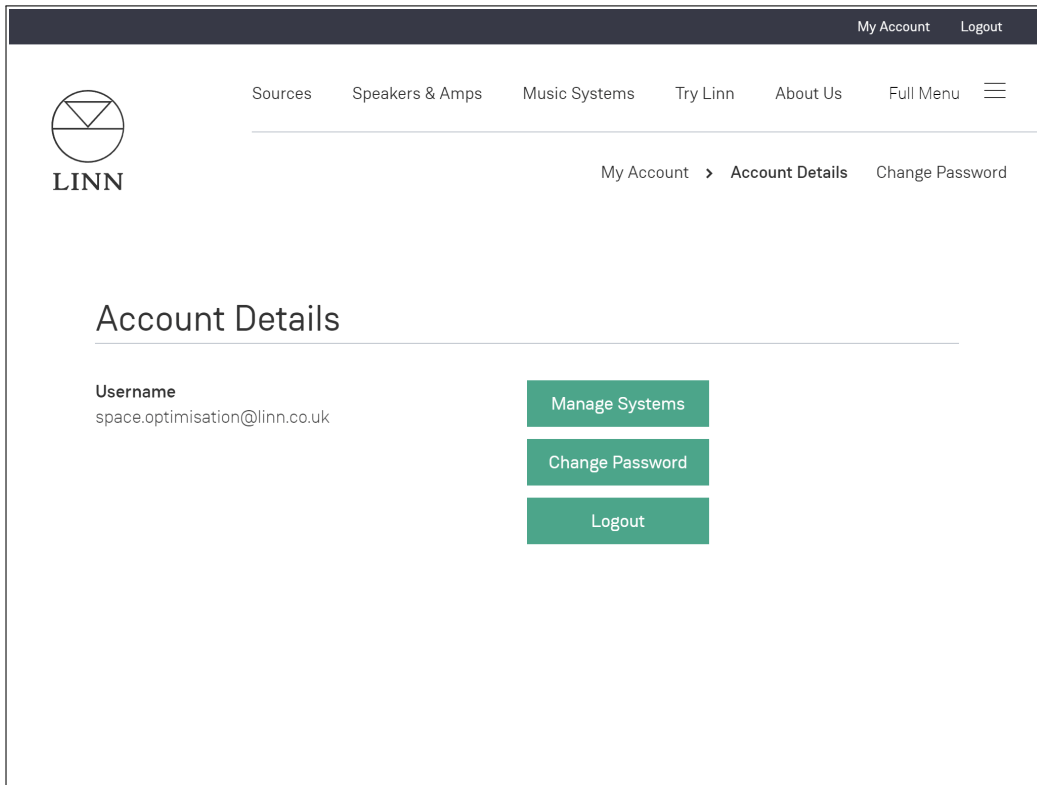 My Account Logout
Sources Speakers & Amps Music Systems Try Linn About Us Full Menu
LINN
My Account > Account Details Change Password
Account Details
Username
space.optimisation@linn.co.uk
Manage Systems
Change Password
Logout